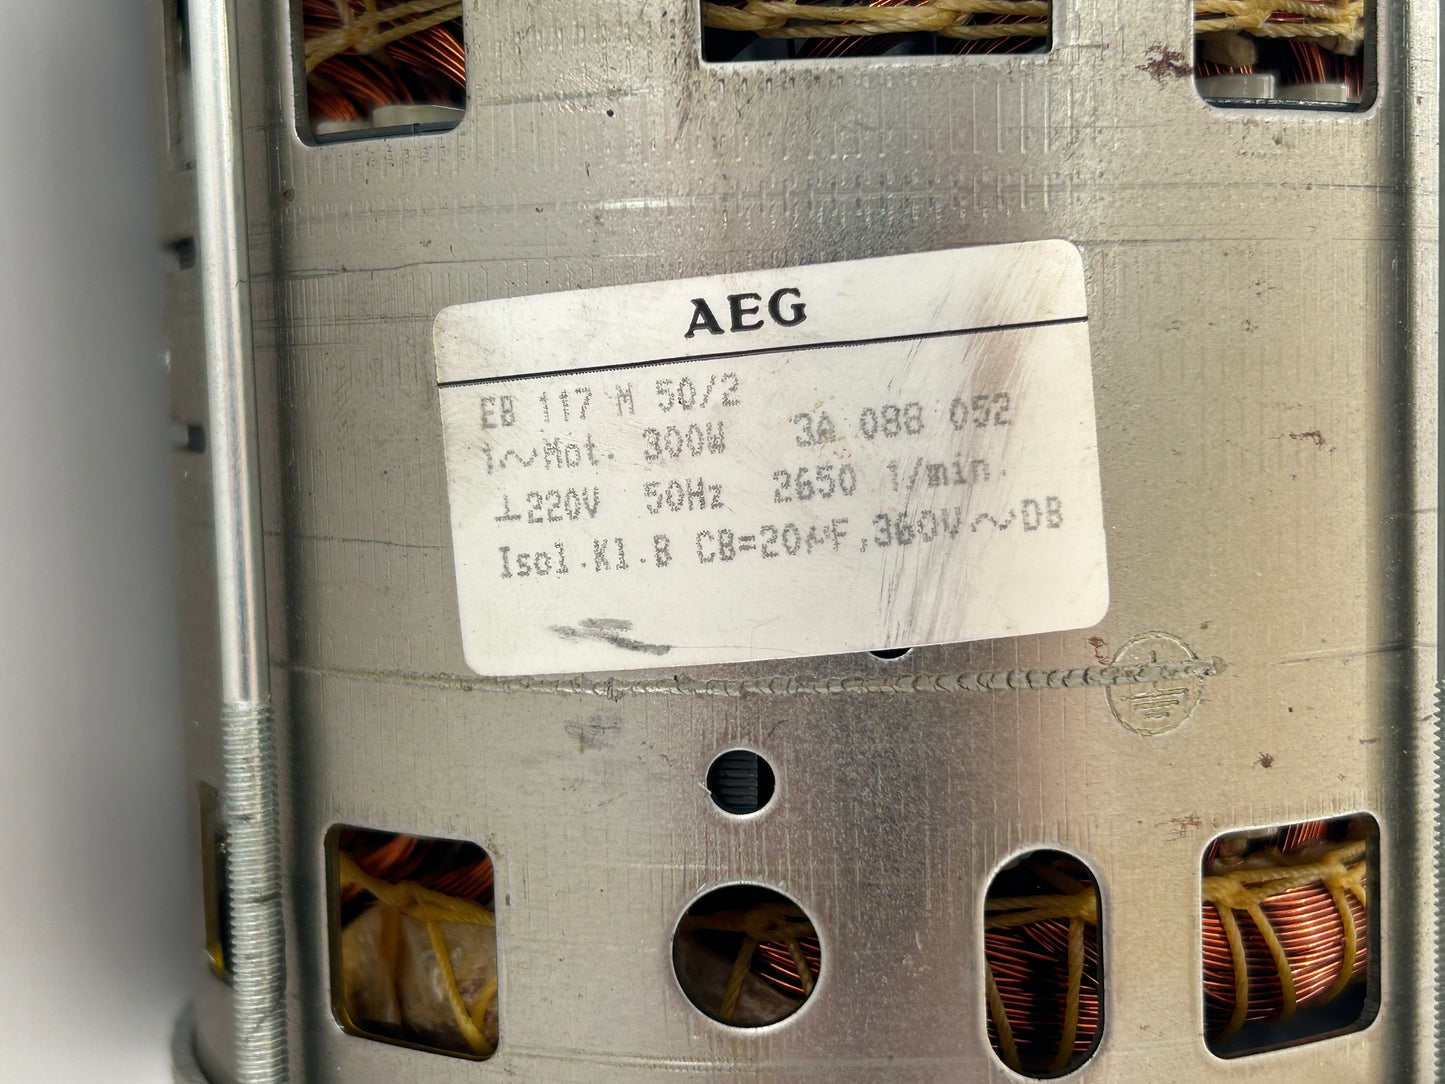 AEG
EB 117 M 50/2
1~Mot. 300W 3A 088 052
⊥220V 50Hz 2650 1/min.
Isol.Kl.B CB=20µF,360V~DB